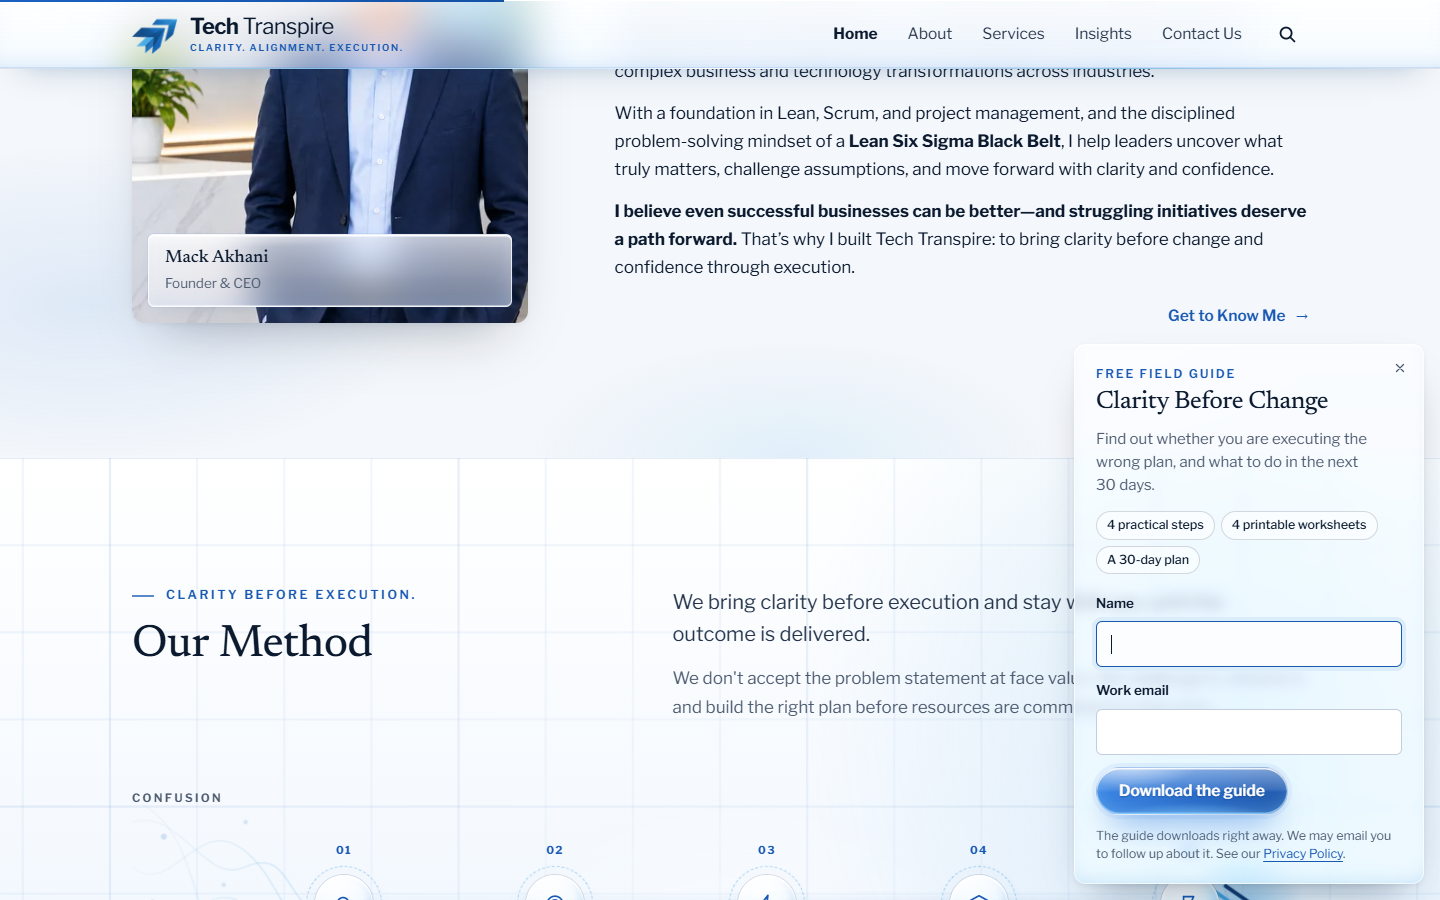 Tech Transpire
CLARITY. ALIGNMENT. EXECUTION.
Home About Services Insights Contact Us
complex business and technology transformations across industries.
With a foundation in Lean, Scrum, and project management, and the disciplined
problem-solving mindset of a Lean Six Sigma Black Belt, I help leaders uncover what
truly matters, challenge assumptions, and move forward with clarity and confidence.
I believe even successful businesses can be better—and struggling initiatives deserve
a path forward. That’s why I built Tech Transpire: to bring clarity before change and
confidence through execution.
Get to Know Me →
Mack Akhani
Founder & CEO
CLARITY BEFORE EXECUTION.
Our Method
We bring clarity before execution and stay
outcome is delivered.
We don't accept the problem statement at face
and build the right plan before resources are
CONFUSION
01
02
03
04
FREE FIELD GUIDE
Clarity Before Change
Find out whether you are executing the
wrong plan, and what to do in the next
30 days.
4 practical steps
4 printable worksheets
A 30-day plan
Name
Work email
Download the guide
The guide downloads right away. We may email you
to follow up about it. See our Privacy Policy.